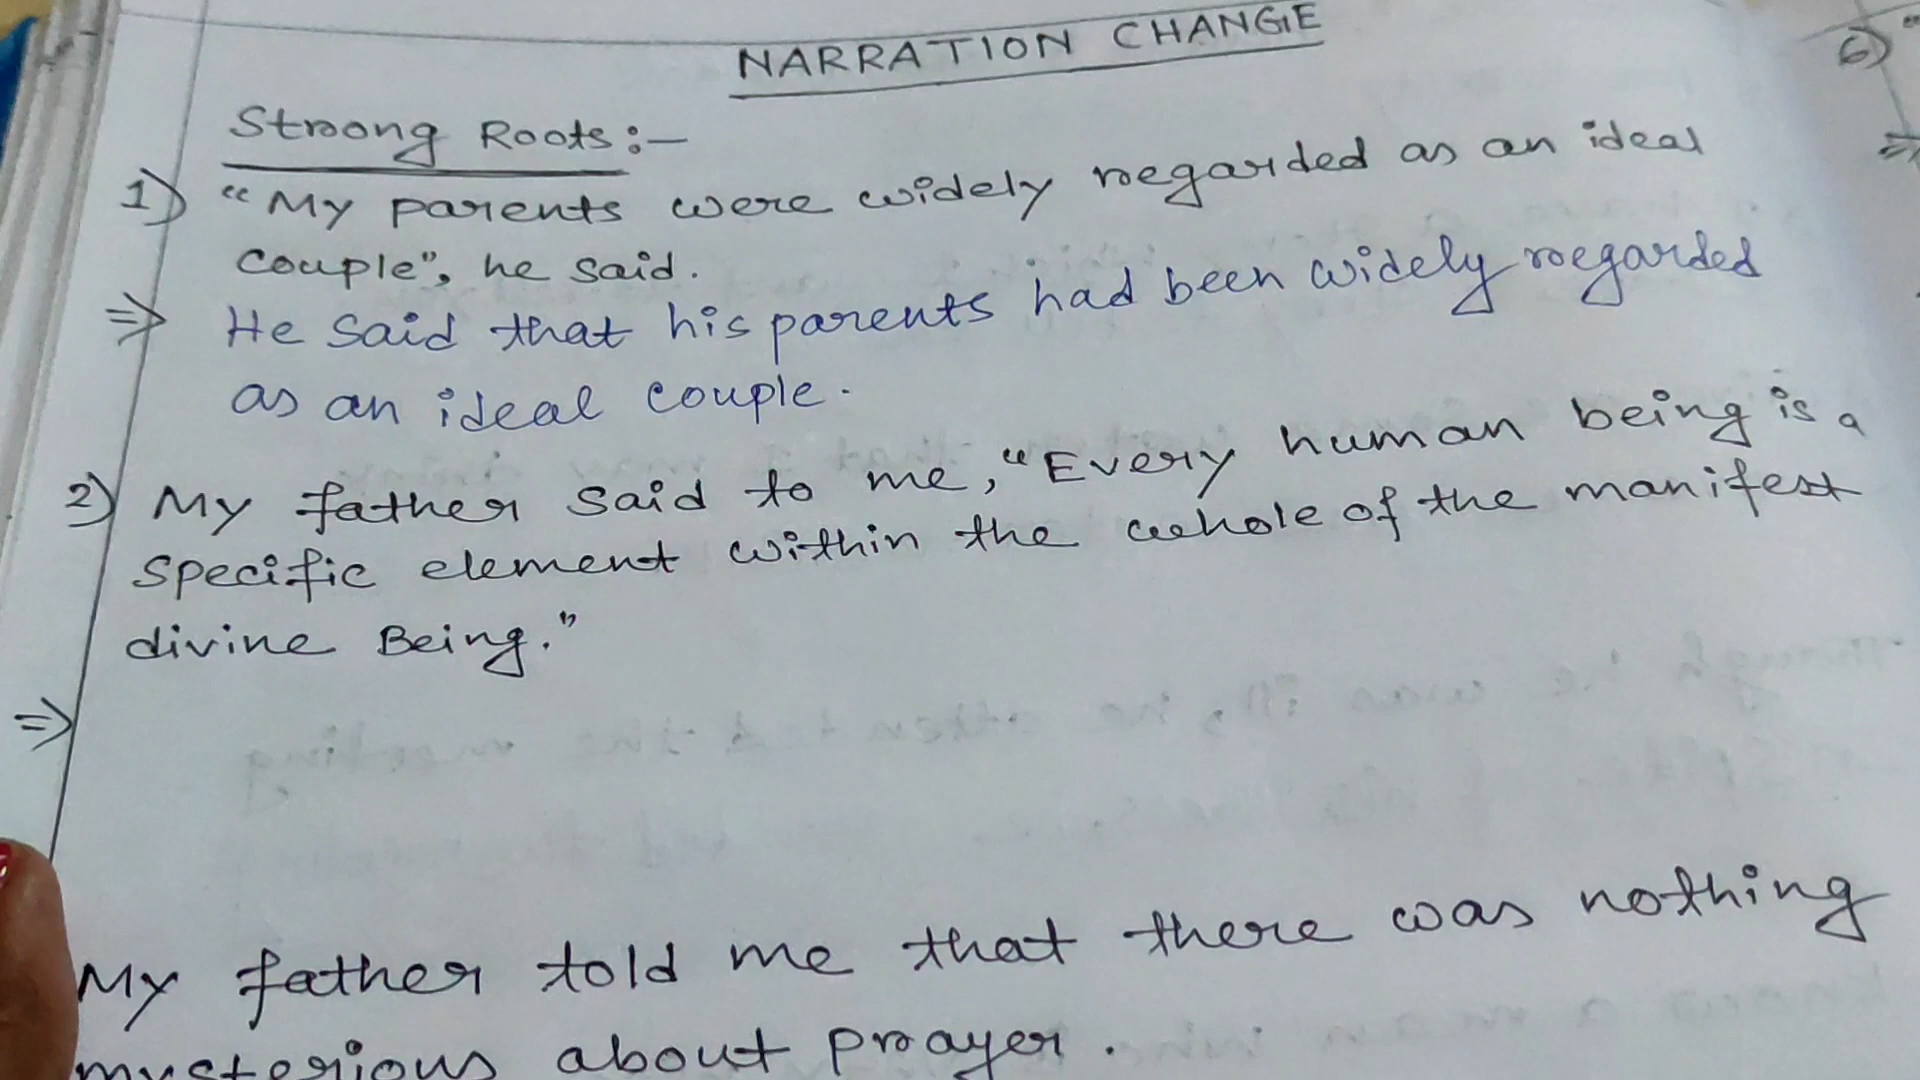 NARRATION CHANGE
6)
Strong Roots:-
1) "My parents were widely regarded as an ideal
couple", he said.
=> He said that his parents had been widely regarded
as an ideal couple.
2) My father said to me, "Every human being is a
specific element within the whole of the manifest
divine Being."
=>
My father told me that there was nothing
mysterious about prayer.